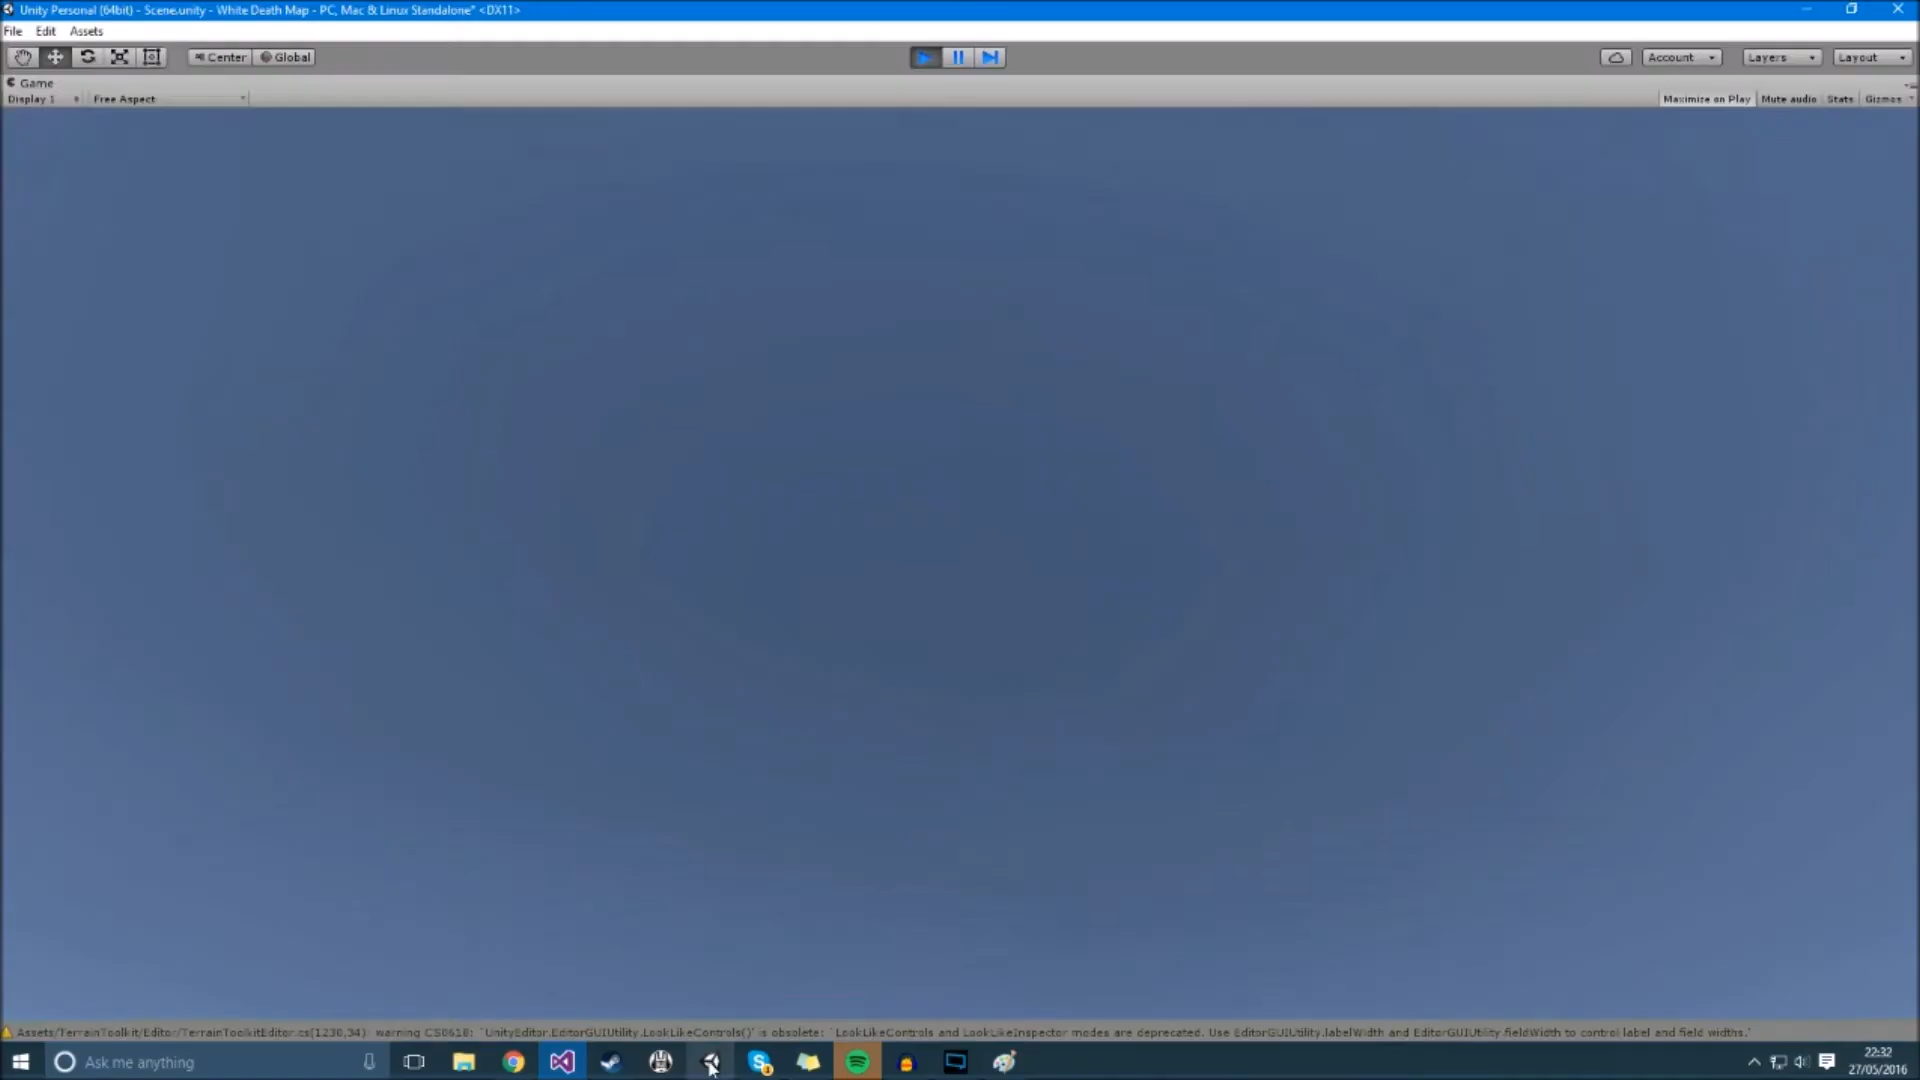 Unity Personal (64bit) - Scene.unity - White Death Map - PC, Mac & Linux Standalone* <DX11>
File Edit Assets
Center Global Account Layers Layout
Game
Display 1 Free Aspect Maximize on Play Mute audio Stats Gizmos
Assets/TerrainToolkit/Editor/TerrainToolkitEditor.cs(1230,34): warning CS0618: `UnityEditor.EditorGUIUtility.LookLikeControls()' is obsolete: `LookLikeControls and LookLikeInspector modes are deprecated. Use EditorGUIUtility.labelWidth and EditorGUIUtility.fieldWidth to control label and field widths.'
Ask me anything
22:32
27/05/2016